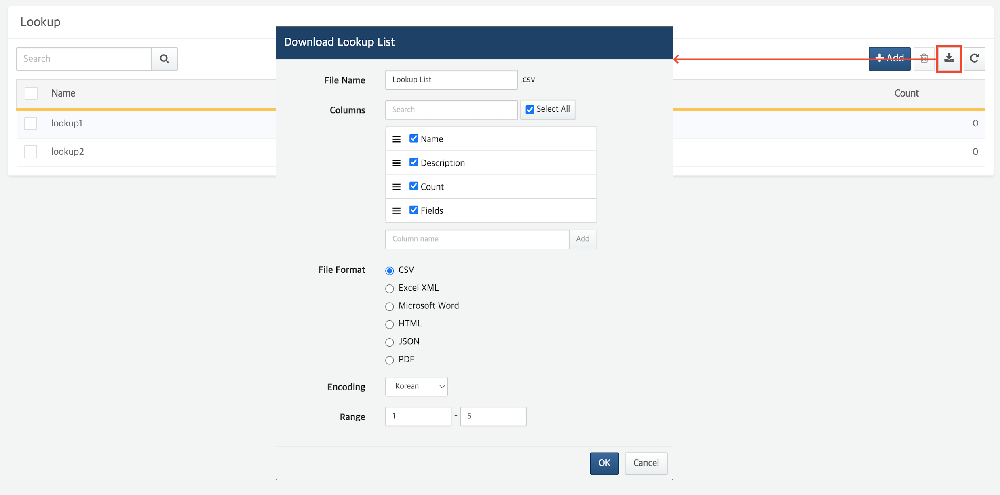 Lookup
Download Lookup List
Search
Add
File Name
Lookup List
.csv
Name
Count
Columns
Search
Select All
lookup1
0
Name
lookup2
0
Description
Count
Fields
Column name
Add
File Format
CSV
Excel XML
Microsoft Word
HTML
JSON
PDF
Encoding
Korean
Range
1
-
5
OK
Cancel